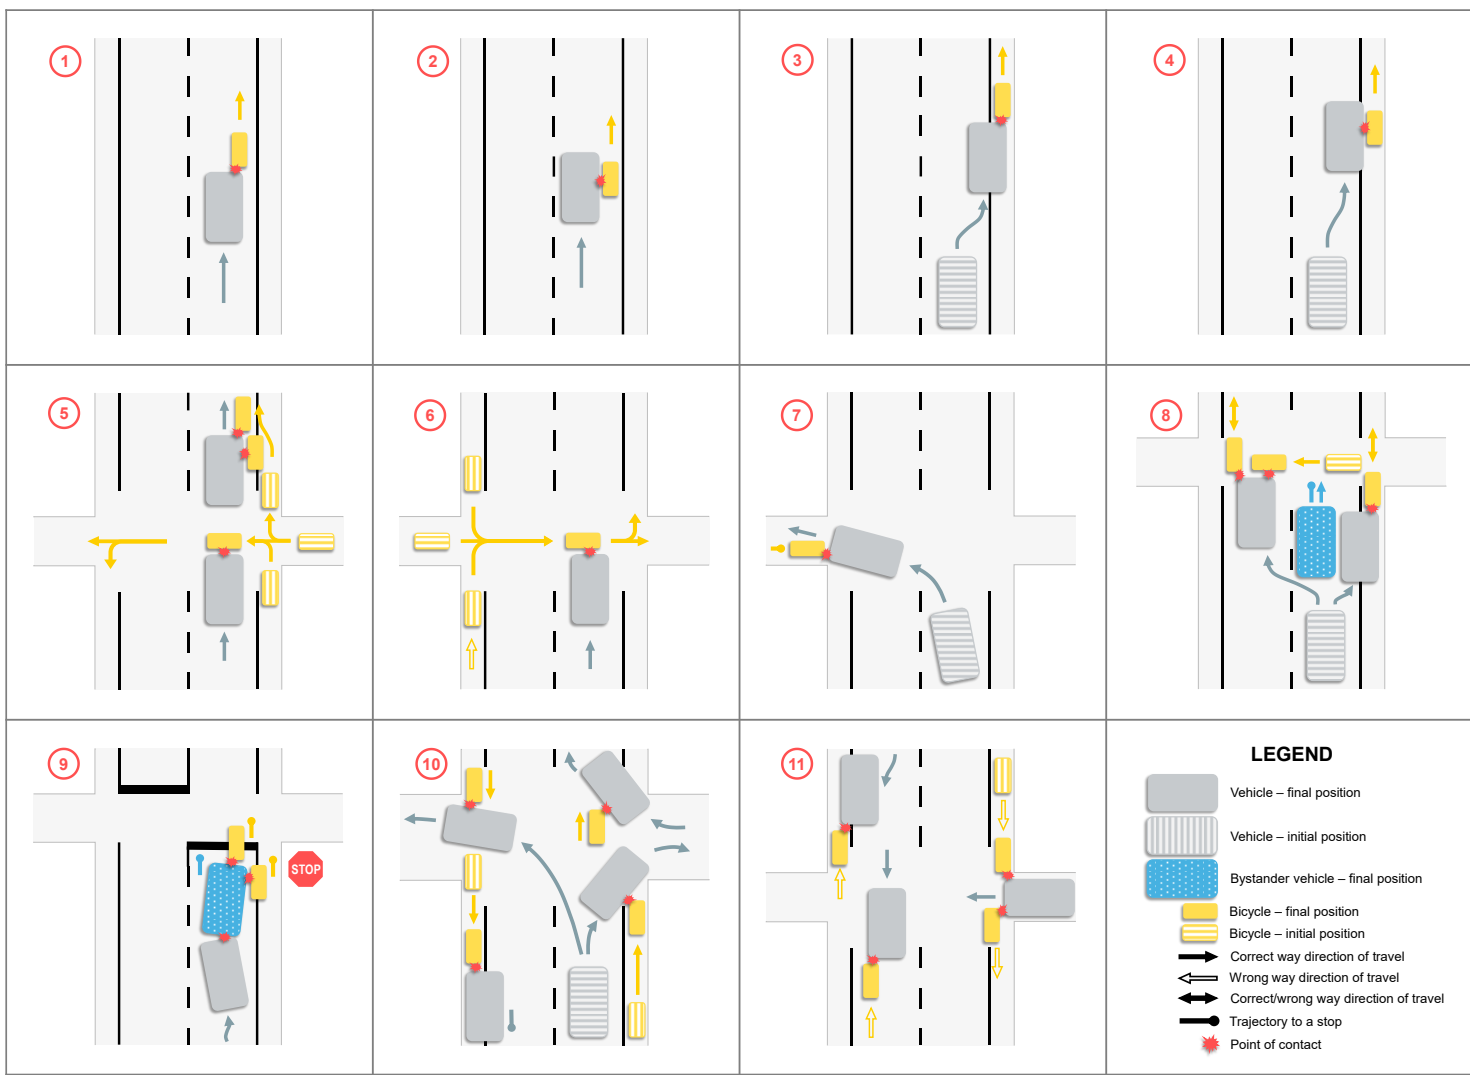 1
2
3
4
5
6
7
8
9
STOP
10
11
LEGEND
Vehicle – final position
Vehicle – initial position
Bystander vehicle – final position
Bicycle – final position
Bicycle – initial position
Correct way direction of travel
Wrong way direction of travel
Correct/wrong way direction of travel
Trajectory to a stop
Point of contact